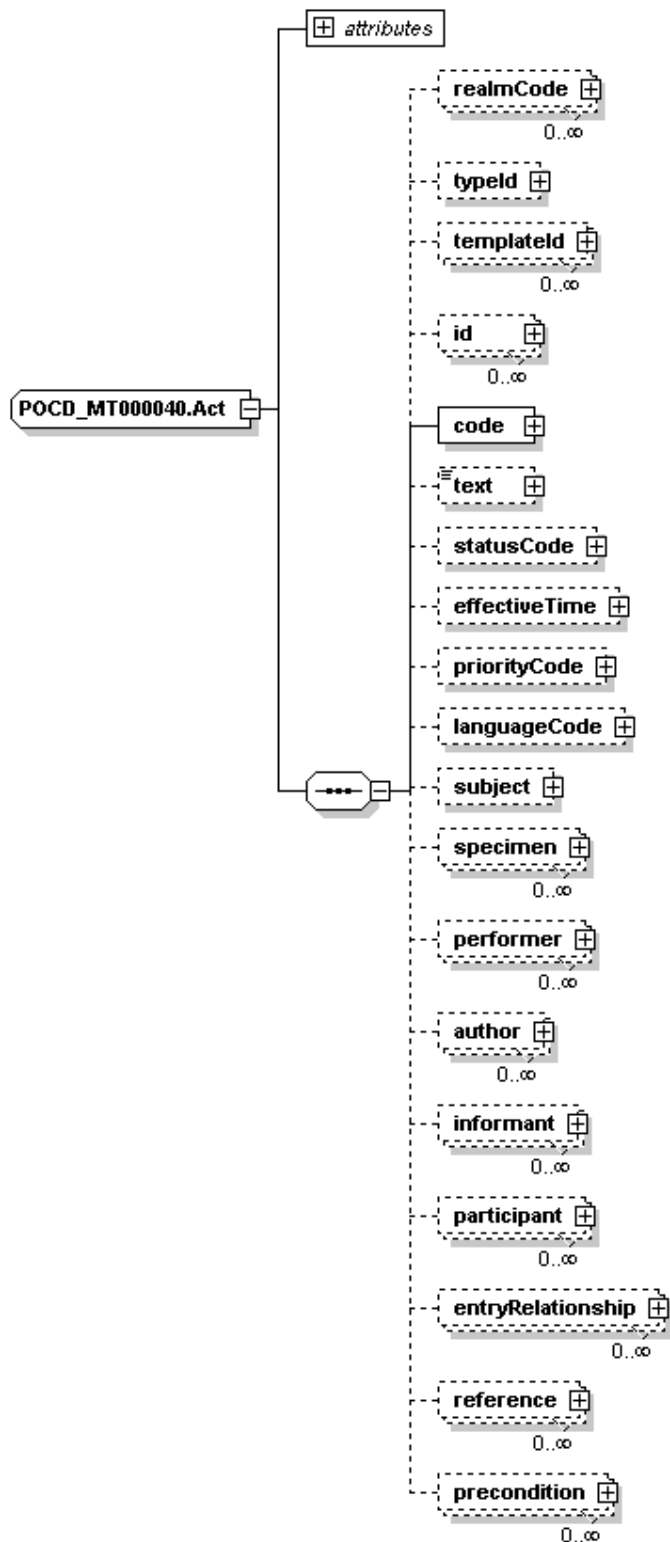 attributes
realmCode
0..∞
typeId
templateId
0..∞
id
0..∞
POCD_MT000040.Act
code
text
statusCode
effectiveTime
priorityCode
languageCode
subject
specimen
0..∞
performer
0..∞
author
0..∞
informant
0..∞
participant
0..∞
entryRelationship
0..∞
reference
0..∞
precondition
0..∞